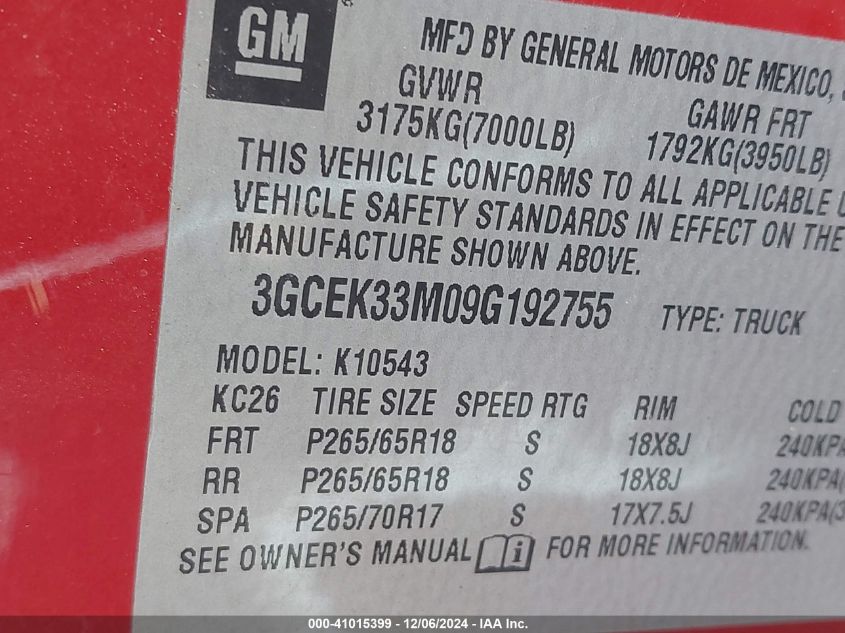 GM
MFD BY GENERAL MOTORS DE MEXICO,
GVWR GAWR FRT
3175KG(7000LB) 1792KG(3950LB)
THIS VEHICLE CONFORMS TO ALL APPLICABLE
VEHICLE SAFETY STANDARDS IN EFFECT ON THE
MANUFACTURE SHOWN ABOVE.
3GCEK33M09G192755 TYPE: TRUCK
MODEL: K10543
KC26 TIRE SIZE SPEED RTG RIM COLD
FRT P265/65R18 S 18X8J 240KPA
RR P265/65R18 S 18X8J 240KPA(
SPA P265/70R17 S 17X7.5J 240KPA(3
SEE OWNER'S MANUAL i FOR MORE INFORMATION.
000-41015399 - 12/06/2024 - IAA Inc.